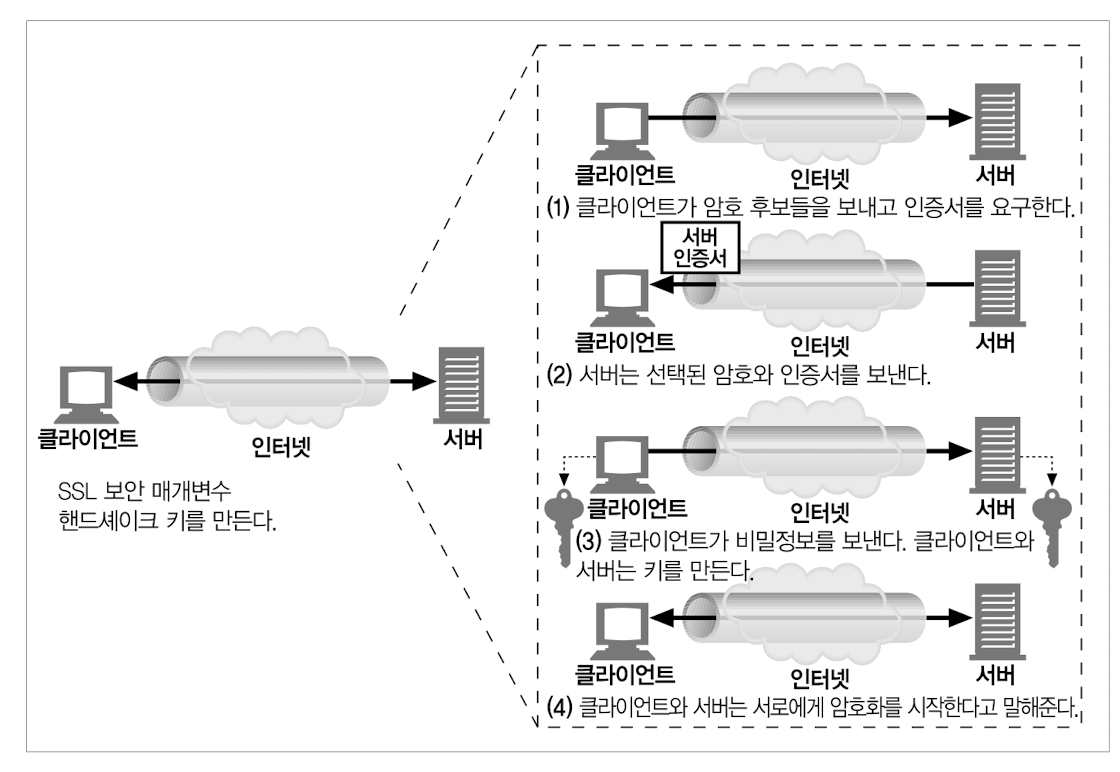 클라이언트
인터넷
서버
SSL 보안 매개변수
핸드셰이크 키를 만든다.
클라이언트
인터넷
서버
(1) 클라이언트가 암호 후보들을 보내고 인증서를 요구한다.
서버
인증서
클라이언트
인터넷
서버
(2) 서버는 선택된 암호와 인증서를 보낸다.
클라이언트
인터넷
서버
(3) 클라이언트가 비밀정보를 보낸다. 클라이언트와
서버는 키를 만든다.
클라이언트
인터넷
서버
(4) 클라이언트와 서버는 서로에게 암호화를 시작한다고 말해준다.